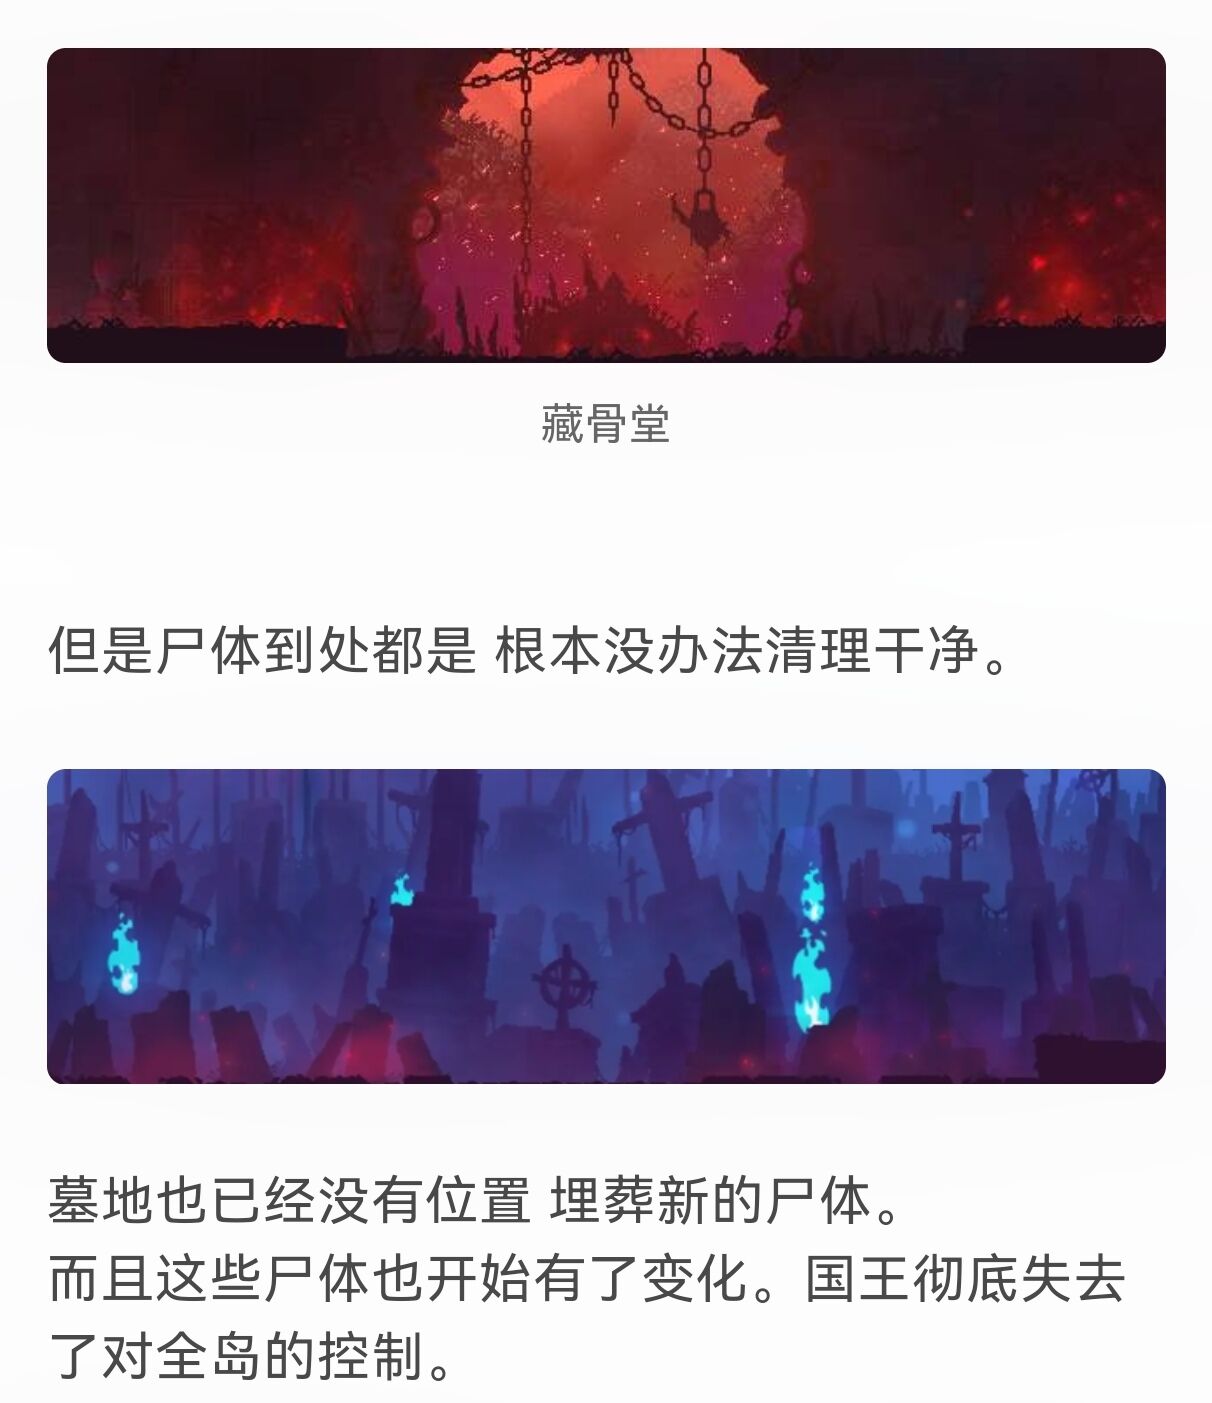 藏骨堂
但是尸体到处都是 根本没办法清理干净。
墓地也已经没有位置 埋葬新的尸体。
而且这些尸体也开始有了变化。国王彻底失去
了对全岛的控制。